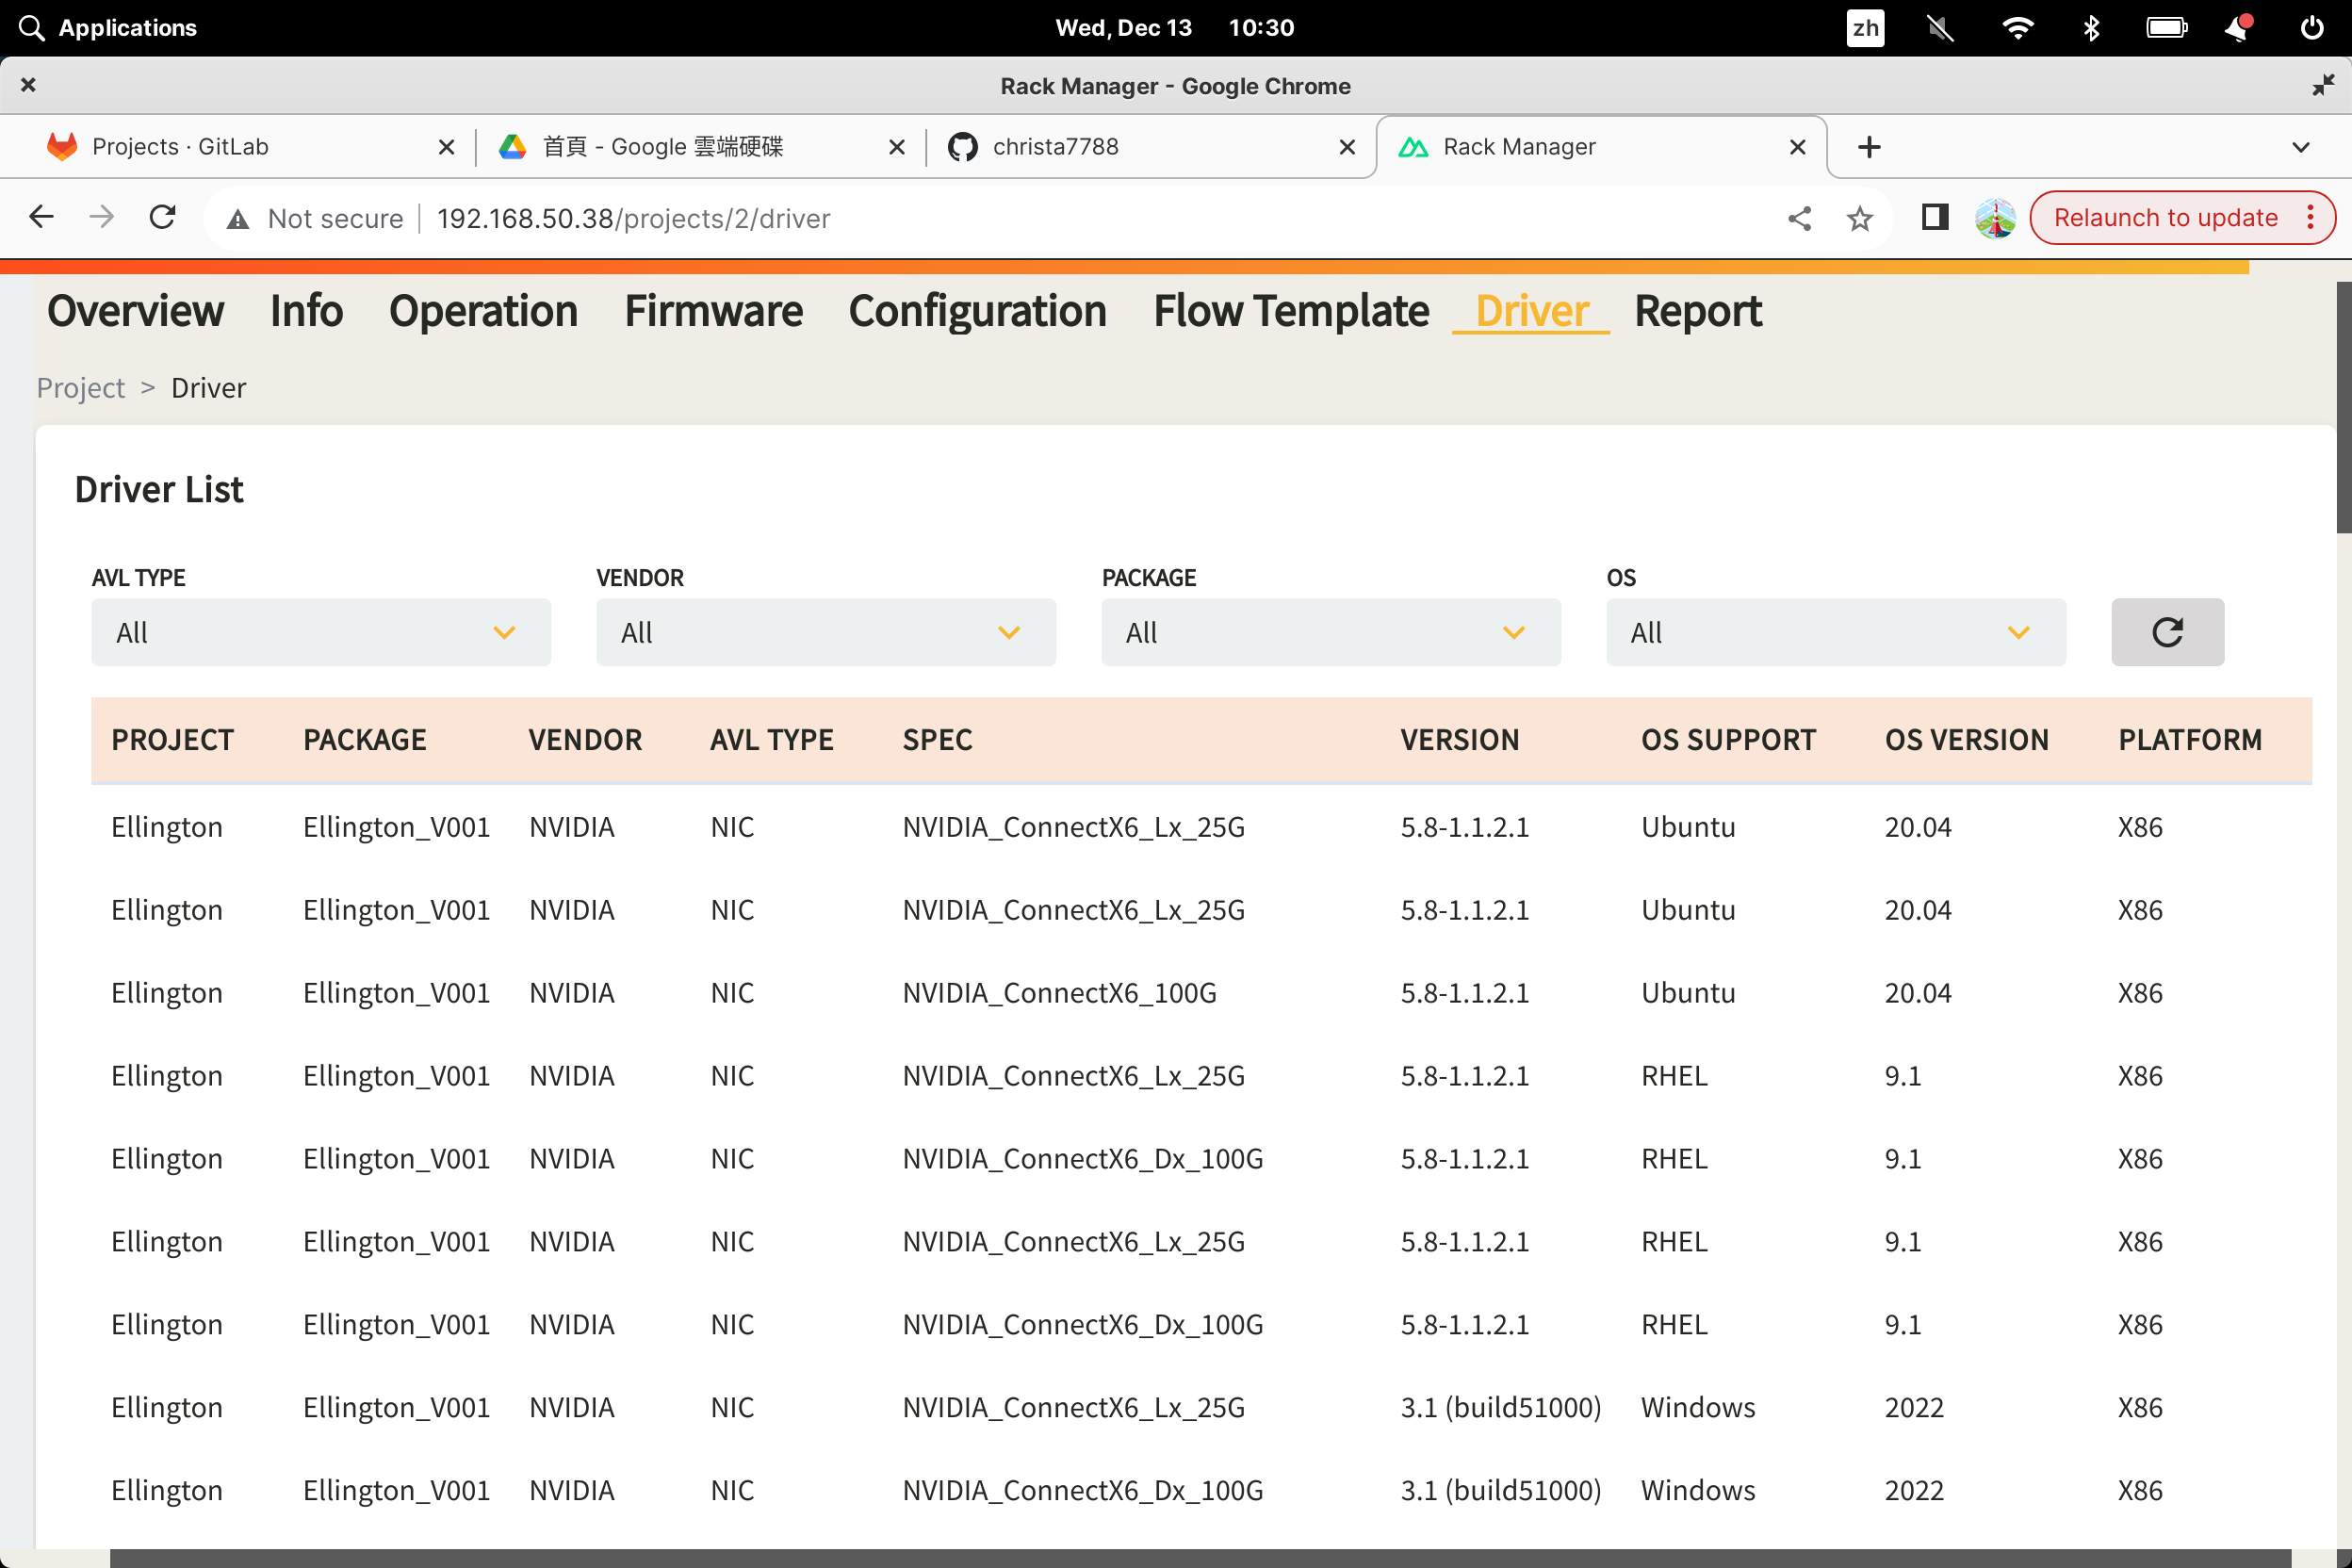 Applications Wed, Dec 13 10:30 zh
Rack Manager - Google Chrome
Projects · GitLab 首頁 - Google 雲端硬碟 christa7788 Rack Manager
Not secure 192.168.50.38/projects/2/driver Relaunch to update
Overview Info Operation Firmware Configuration Flow Template Driver Report
Project > Driver
Driver List
AVL TYPE VENDOR PACKAGE OS
All All All All
PROJECT PACKAGE VENDOR AVL TYPE SPEC VERSION OS SUPPORT OS VERSION PLATFORM
Ellington Ellington_V001 NVIDIA NIC NVIDIA_ConnectX6_Lx_25G 5.8-1.1.2.1 Ubuntu 20.04 X86
Ellington Ellington_V001 NVIDIA NIC NVIDIA_ConnectX6_Lx_25G 5.8-1.1.2.1 Ubuntu 20.04 X86
Ellington Ellington_V001 NVIDIA NIC NVIDIA_ConnectX6_100G 5.8-1.1.2.1 Ubuntu 20.04 X86
Ellington Ellington_V001 NVIDIA NIC NVIDIA_ConnectX6_Lx_25G 5.8-1.1.2.1 RHEL 9.1 X86
Ellington Ellington_V001 NVIDIA NIC NVIDIA_ConnectX6_Dx_100G 5.8-1.1.2.1 RHEL 9.1 X86
Ellington Ellington_V001 NVIDIA NIC NVIDIA_ConnectX6_Lx_25G 5.8-1.1.2.1 RHEL 9.1 X86
Ellington Ellington_V001 NVIDIA NIC NVIDIA_ConnectX6_Dx_100G 5.8-1.1.2.1 RHEL 9.1 X86
Ellington Ellington_V001 NVIDIA NIC NVIDIA_ConnectX6_Lx_25G 3.1 (build51000) Windows 2022 X86
Ellington Ellington_V001 NVIDIA NIC NVIDIA_ConnectX6_Dx_100G 3.1 (build51000) Windows 2022 X86